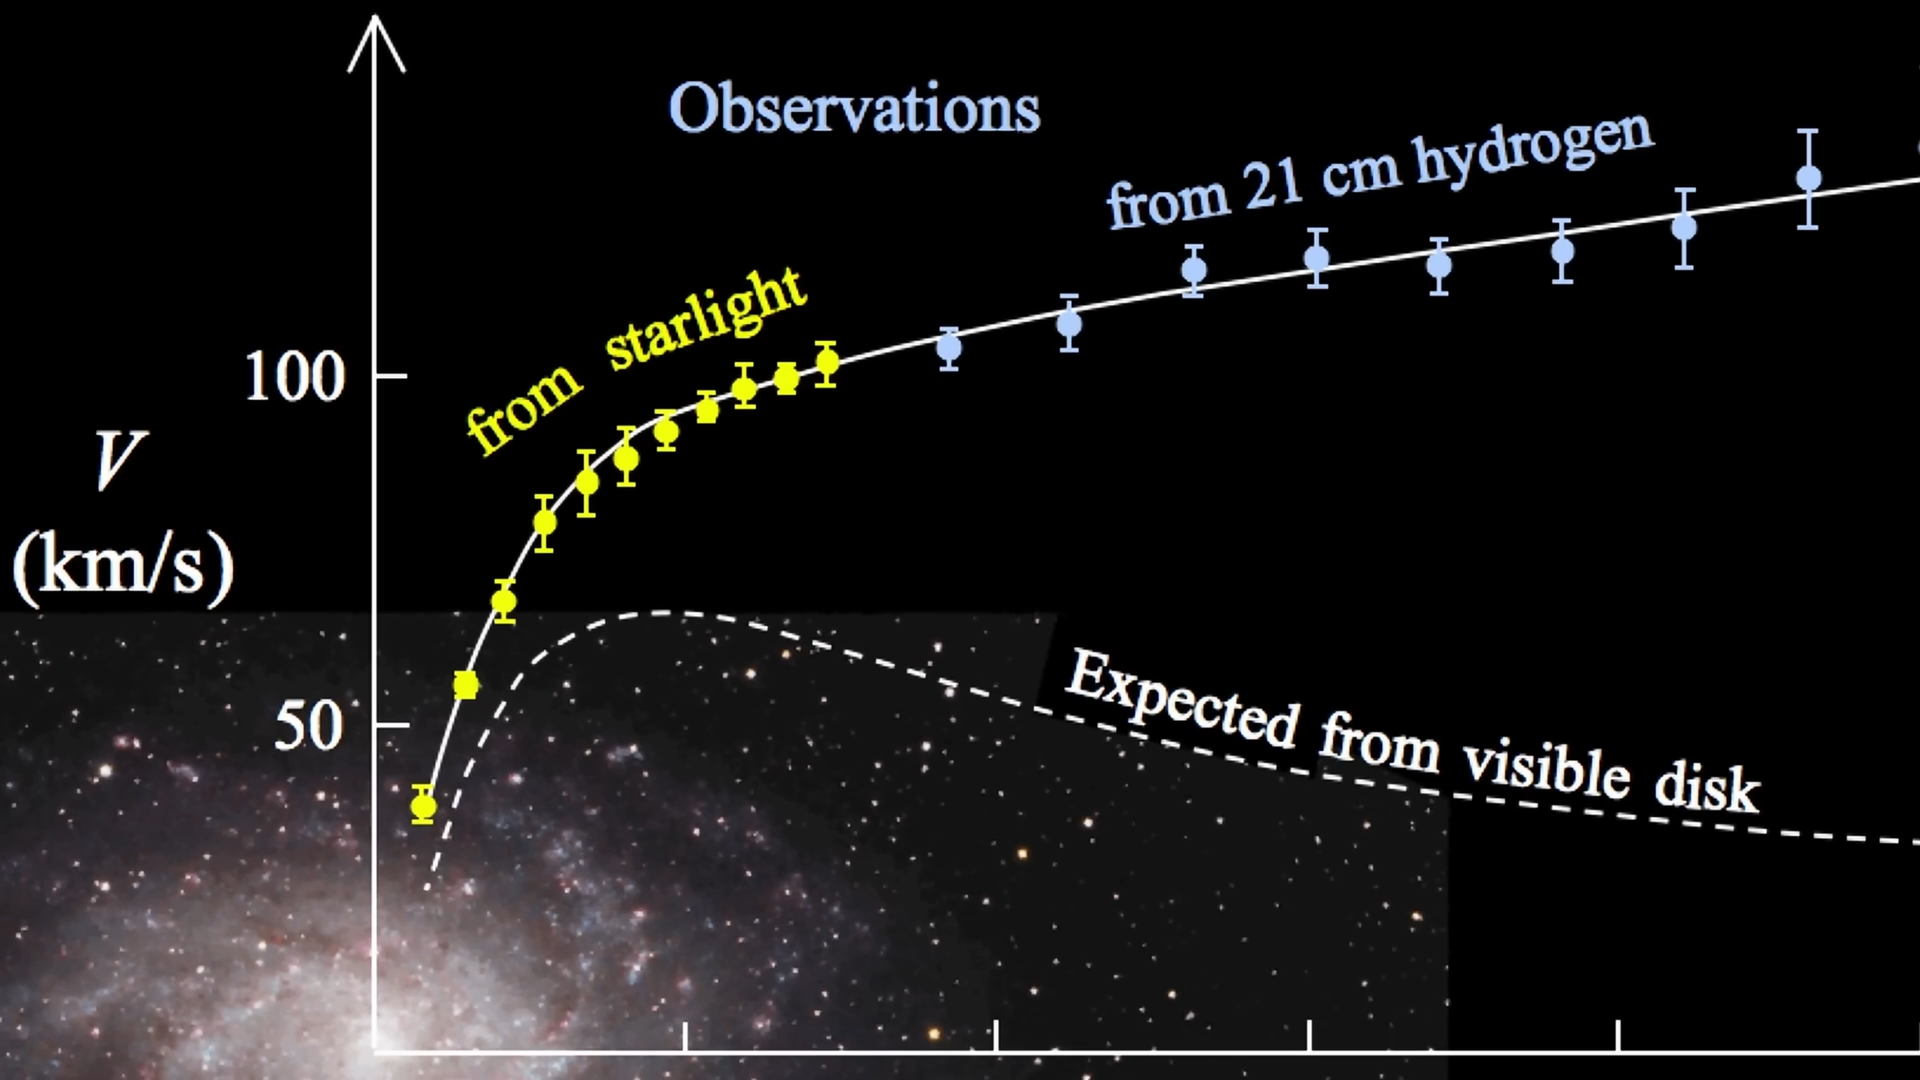 Observations
from 21 cm hydrogen
from starlight
100
V
(km/s)
50
Expected from visible disk